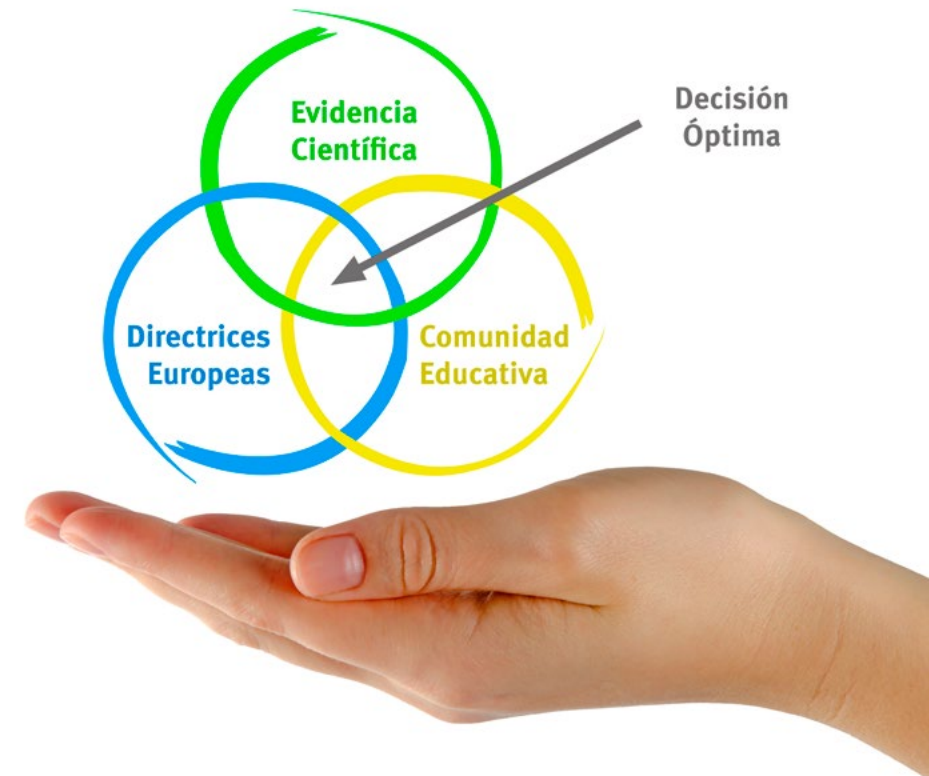 Evidencia
Científica
Decisión
Óptima
Directrices
Europeas
Comunidad
Educativa